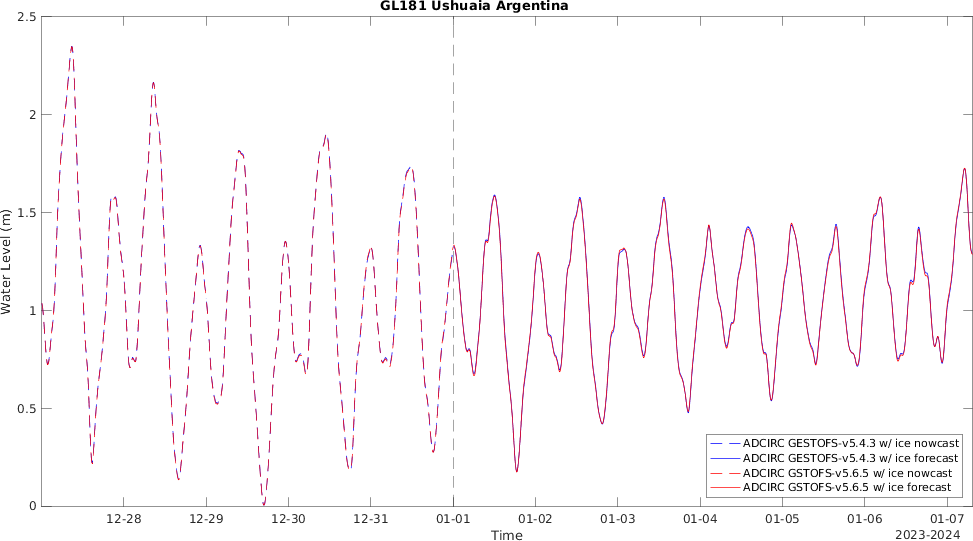 GL181 Ushuaia Argentina
2.5
2
1.5
1
0.5
0
Water Level (m)
12-28 12-29 12-30 12-31 01-01 01-02 01-03 01-04 01-05 01-06 01-07
Time
2023-2024
ADCIRC GESTOFS-v5.4.3 w/ ice nowcast
ADCIRC GESTOFS-v5.4.3 w/ ice forecast
ADCIRC GSTOFS-v5.6.5 w/ ice nowcast
ADCIRC GSTOFS-v5.6.5 w/ ice forecast